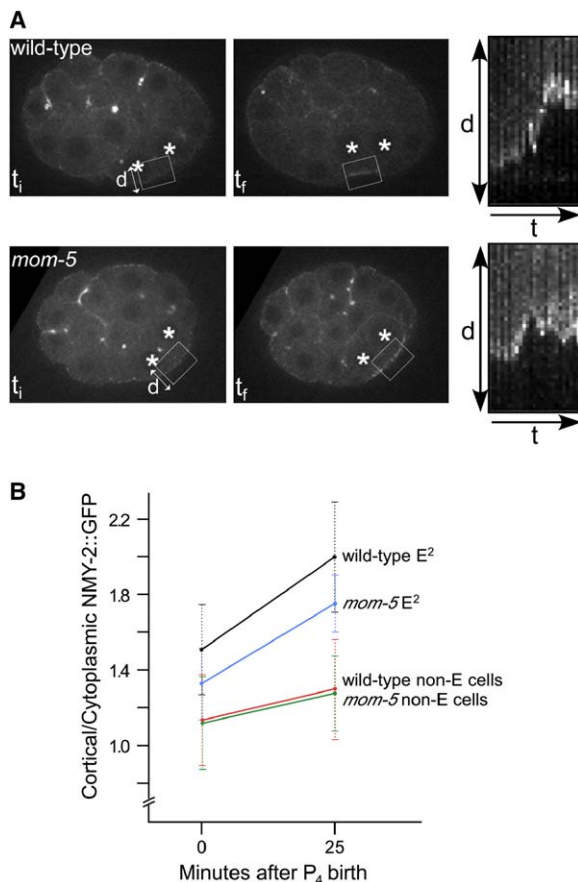 A
wild-type
* * * *
d
tᵢ
t_f
d
t
mom-5
* * * *
d
tᵢ
t_f
d
t
B
Cortical/Cytoplasmic NMY-2::GFP
2.2
1.8
1.4
1.0
wild-type E²
mom-5 E²
wild-type non-E cells
mom-5 non-E cells
0 25
Minutes after P₄ birth